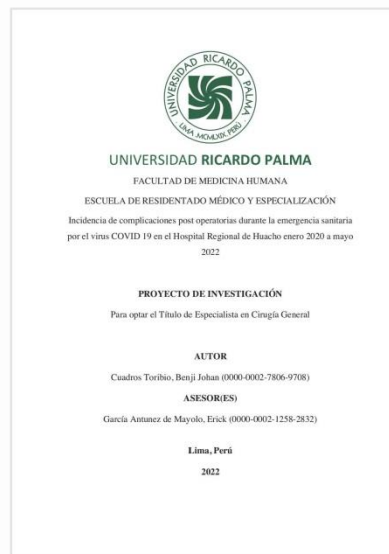 UNIVERSIDAD RICARDO PALMA
LIMA MCMLXIX PERÚ
UNIVERSIDAD RICARDO PALMA
FACULTAD DE MEDICINA HUMANA
ESCUELA DE RESIDENTADO MÉDICO Y ESPECIALIZACIÓN
Incidencia de complicaciones post operatorias durante la emergencia sanitaria
por el virus COVID 19 en el Hospital Regional de Huacho enero 2020 a mayo
2022
PROYECTO DE INVESTIGACIÓN
Para optar el Título de Especialista en Cirugía General
AUTOR
Cuadros Toribio, Benji Johan (0000-0002-7806-9708)
ASESOR(ES)
García Antunez de Mayolo, Erick (0000-0002-1258-2832)
Lima, Perú
2022